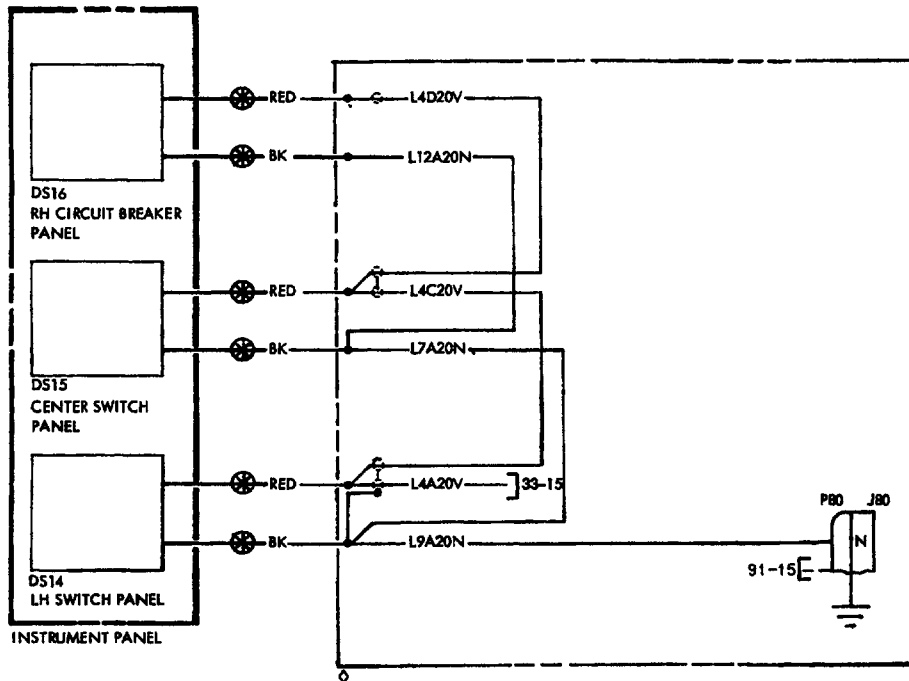 RED
L4D20V
BK
L12A20N
DS16
RH CIRCUIT BREAKER
PANEL
RED
L4C20V
BK
L7A20N
DS15
CENTER SWITCH
PANEL
RED
L4A20V
33-15
P80 J80
BK
L9A20N
N
91-15
DS14
LH SWITCH PANEL
INSTRUMENT PANEL